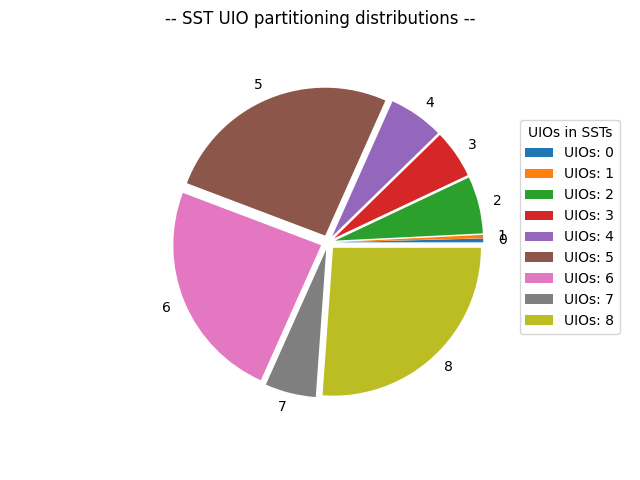 -- SST UIO partitioning distributions --
5
4
3
2
1
0
6
7
8
UIOs in SSTs
UIOs: 0
UIOs: 1
UIOs: 2
UIOs: 3
UIOs: 4
UIOs: 5
UIOs: 6
UIOs: 7
UIOs: 8